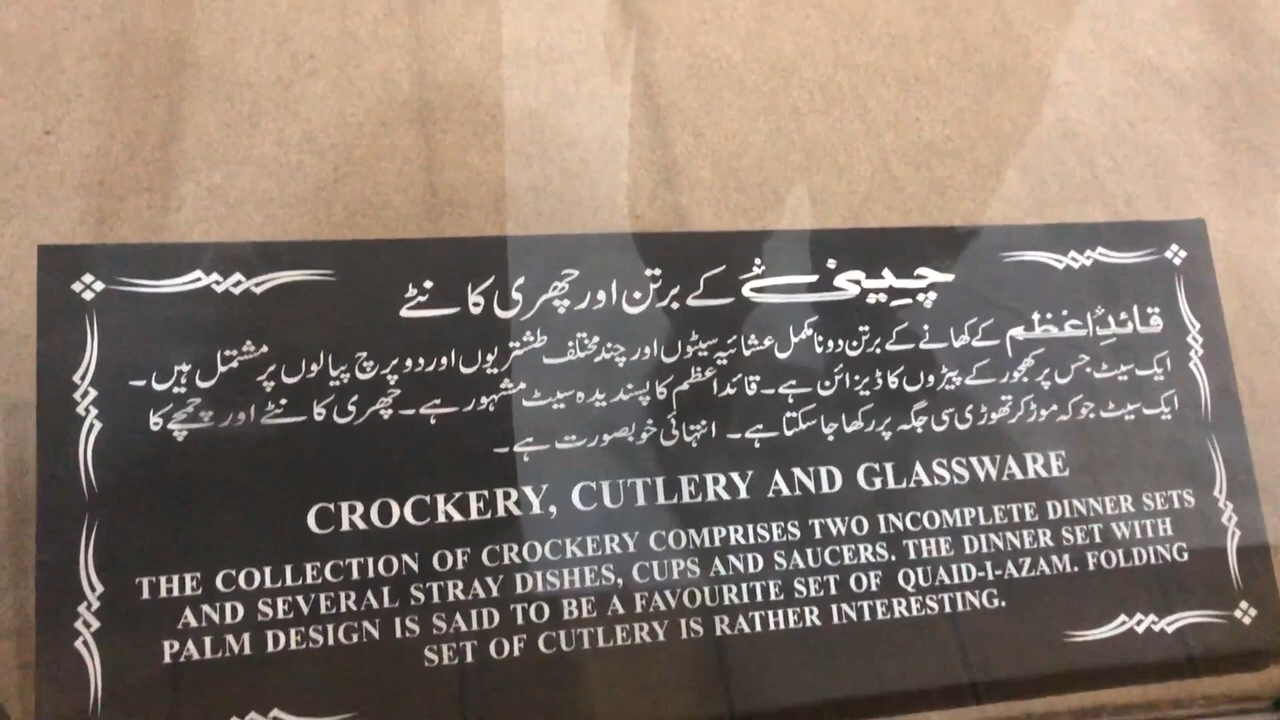 چینی کے برتن اور چھری کانٹے
قائدِاعظم کے کھانے کے برتن دو نامکمل عشائیہ سیٹوں اور چند مختلف طشتریوں اور دو پرچ پیالوں پر مشتمل ہیں۔
ایک سیٹ جس پر کھجور کے پیڑوں کا ڈیزائن ہے۔ قائداعظم کا پسندیدہ سیٹ مشہور ہے۔ چھری کانٹے اور چمچے کا
ایک سیٹ جو کہ موڑ کر تھوڑی سی جگہ پر رکھا جا سکتا ہے۔ انتہائی خوبصورت ہے۔
CROCKERY, CUTLERY AND GLASSWARE
THE COLLECTION OF CROCKERY COMPRISES TWO INCOMPLETE DINNER SETS
AND SEVERAL STRAY DISHES, CUPS AND SAUCERS. THE DINNER SET WITH
PALM DESIGN IS SAID TO BE A FAVOURITE SET OF QUAID-I-AZAM. FOLDING
SET OF CUTLERY IS RATHER INTERESTING.